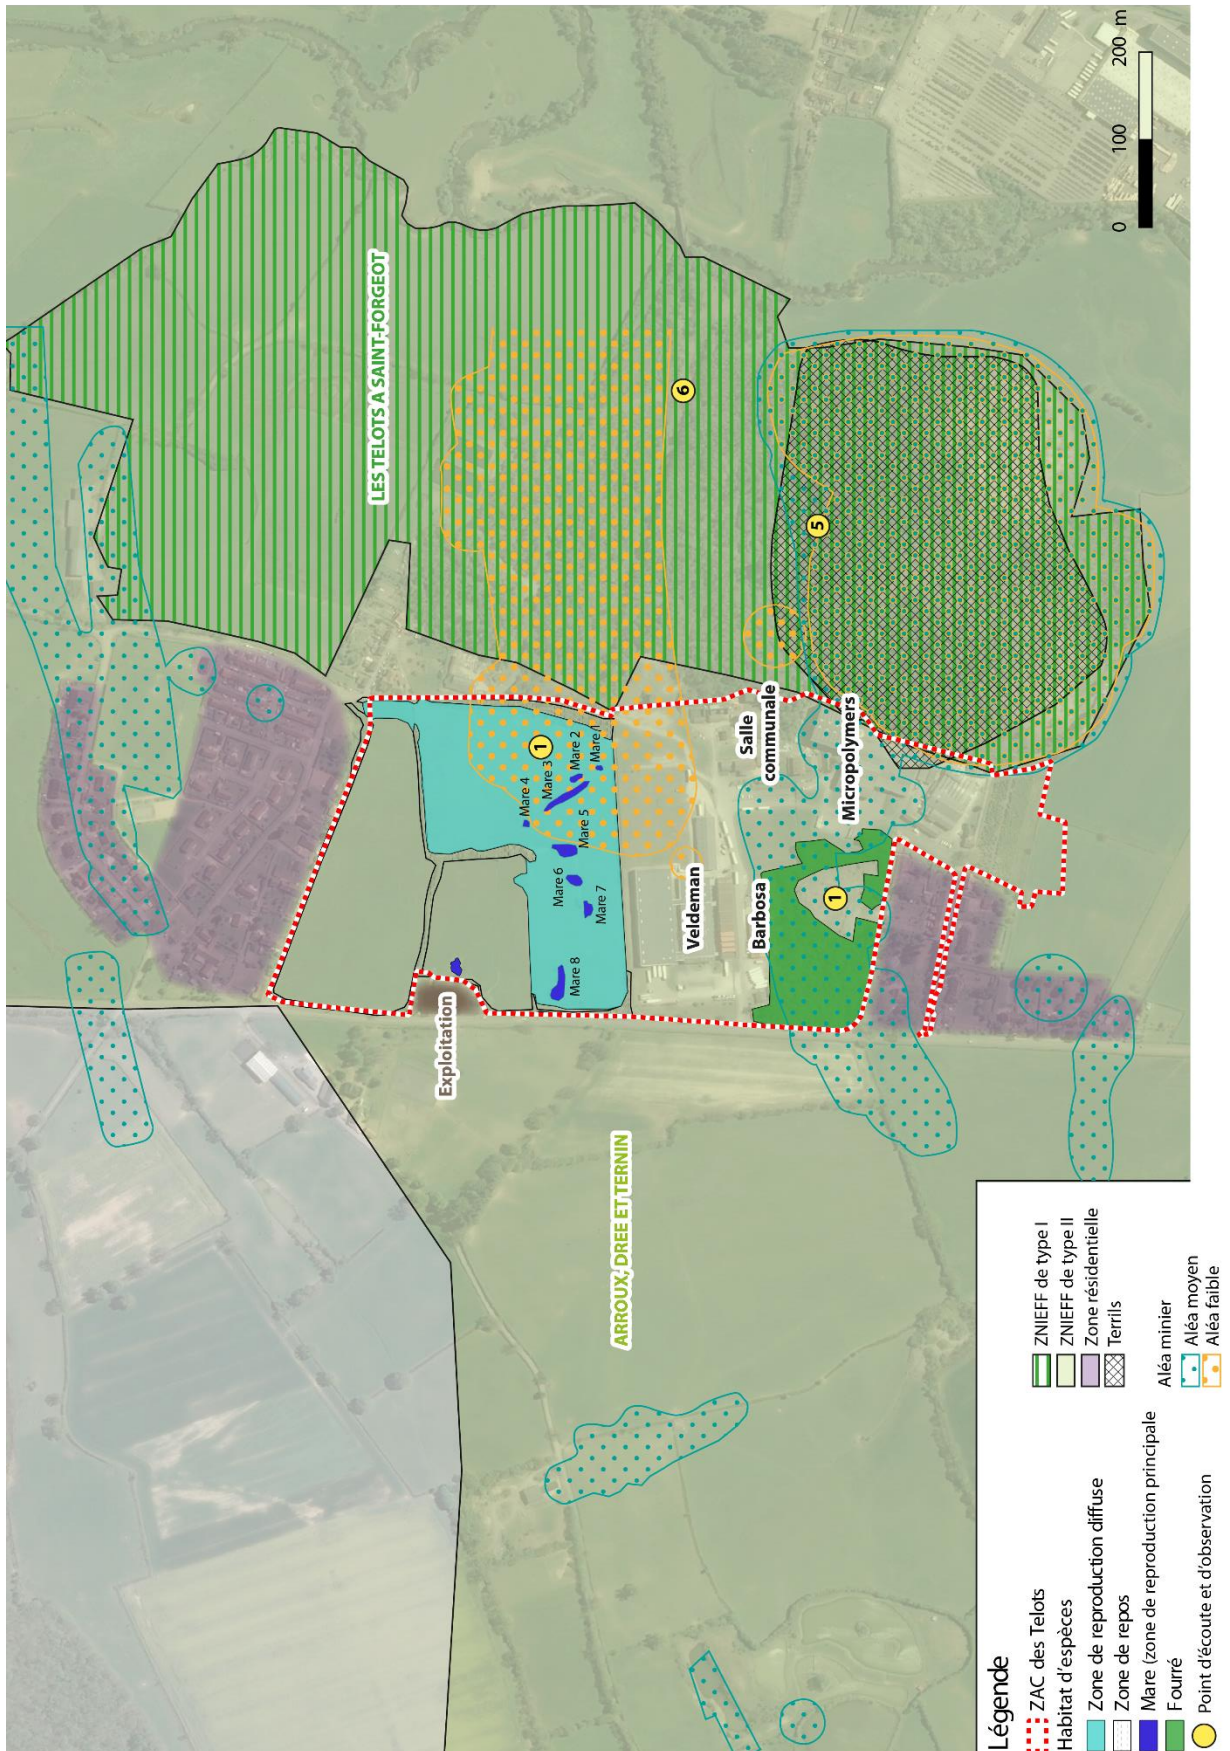 LES TELOTS A SAINT-FORGEOT
ARROUX, DREE ET TERNIN
Exploitation
Mare 1
Mare 2
Mare 3
Mare 4
Mare 5
Mare 6
Mare 7
Mare 8
1
6
5
Veldeman
Barbosa
Salle
communale
Micropolymers
1
0 100 200 m
Légende
ZAC des Telots
Habitat d'espèces
Zone de reproduction diffuse
Zone de repos
Mare (zone de reproduction principale
Fourré
Point d'écoute et d'observation
ZNIEFF de type I
ZNIEFF de type II
Zone résidentielle
Terrils
Aléa minier
Aléa moyen
Aléa faible